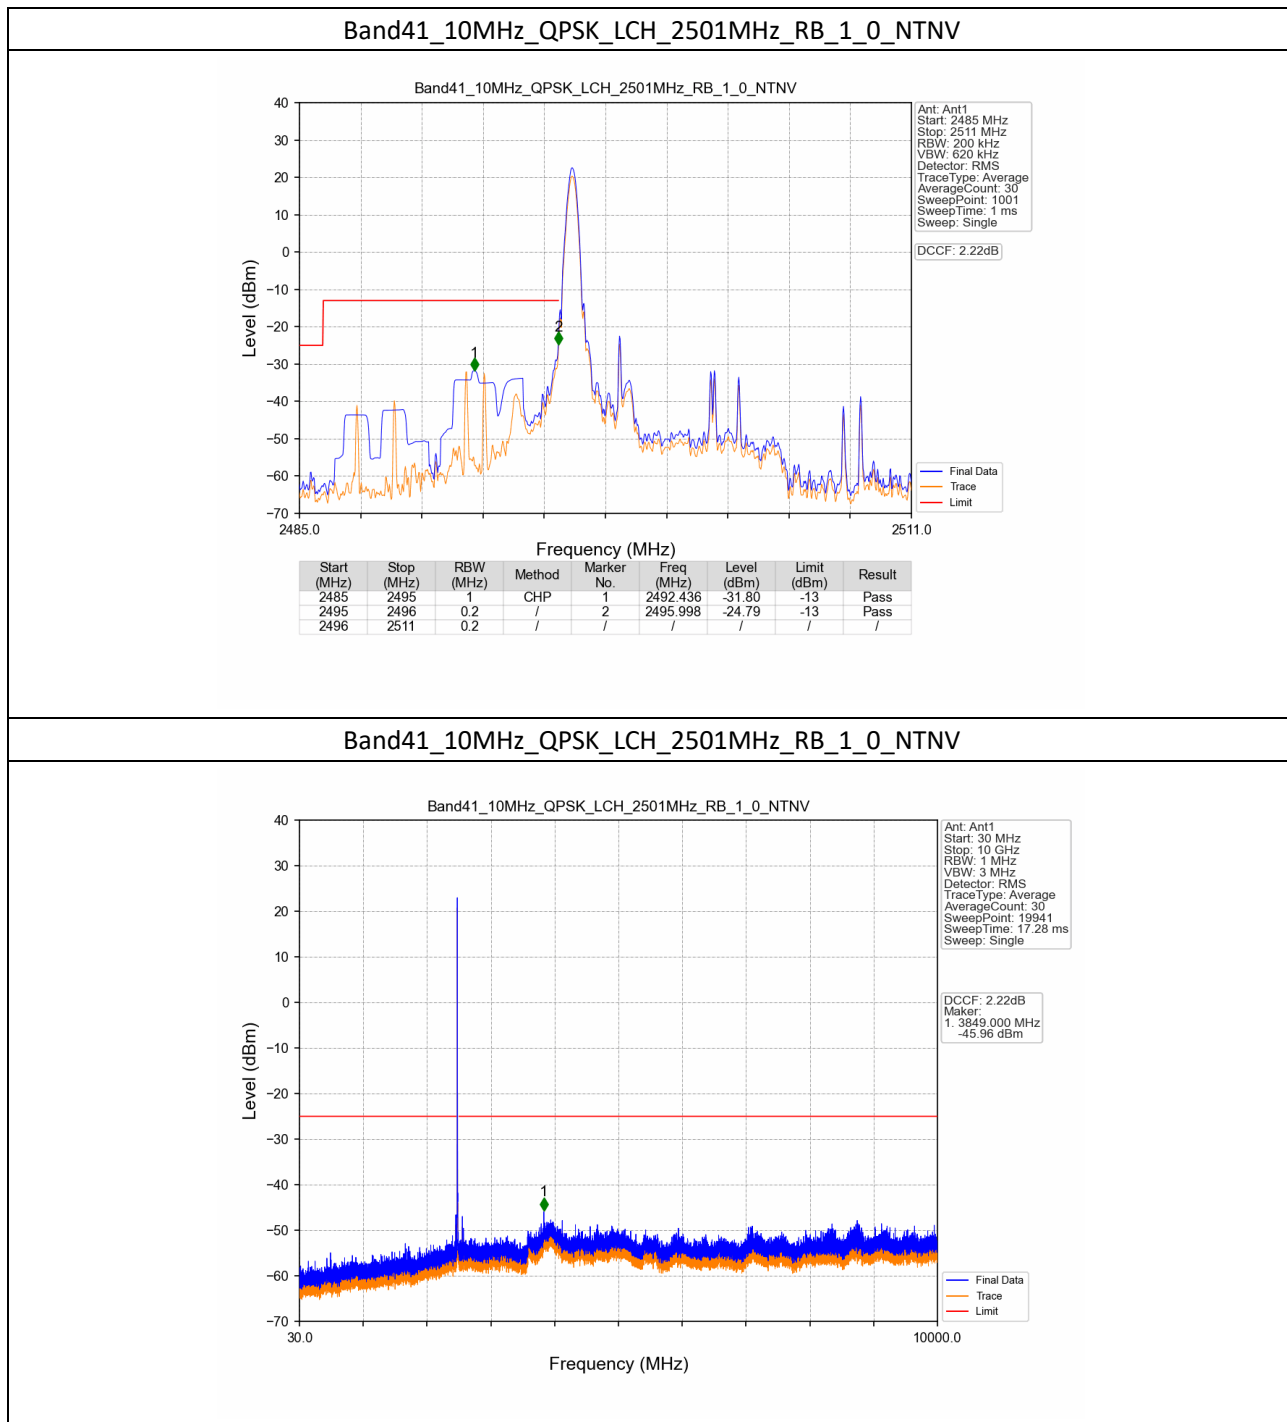 Band41_10MHz_QPSK_LCH_2501MHz_RB_1_0_NTNV
Band41_10MHz_QPSK_LCH_2501MHz_RB_1_0_NTNV
40
30
20
10
0
−10
−20
−30
−40
−50
−60
−70
Level (dBm)
1
2
2485.0
2511.0
Frequency (MHz)
Ant: Ant1
Start: 2485 MHz
Stop: 2511 MHz
RBW: 200 kHz
VBW: 620 kHz
Detector: RMS
TraceType: Average
AverageCount: 30
SweepPoint: 1001
SweepTime: 1 ms
Sweep: Single
DCCF: 2.22dB
Final Data
Trace
Limit
Start (MHz) Stop (MHz) RBW (MHz) Method Marker No. Freq (MHz) Level (dBm) Limit (dBm) Result
2485 2495 1 CHP 1 2492.436 -31.80 -13 Pass
2495 2496 0.2 / 2 2495.998 -24.79 -13 Pass
2496 2511 0.2 / / / / / /
Band41_10MHz_QPSK_LCH_2501MHz_RB_1_0_NTNV
Band41_10MHz_QPSK_LCH_2501MHz_RB_1_0_NTNV
40
30
20
10
0
−10
−20
−30
−40
−50
−60
−70
Level (dBm)
1
30.0
10000.0
Frequency (MHz)
Ant: Ant1
Start: 30 MHz
Stop: 10 GHz
RBW: 1 MHz
VBW: 3 MHz
Detector: RMS
TraceType: Average
AverageCount: 30
SweepPoint: 19941
SweepTime: 17.28 ms
Sweep: Single
DCCF: 2.22dB
Maker:
1. 3849.000 MHz
-45.96 dBm
Final Data
Trace
Limit